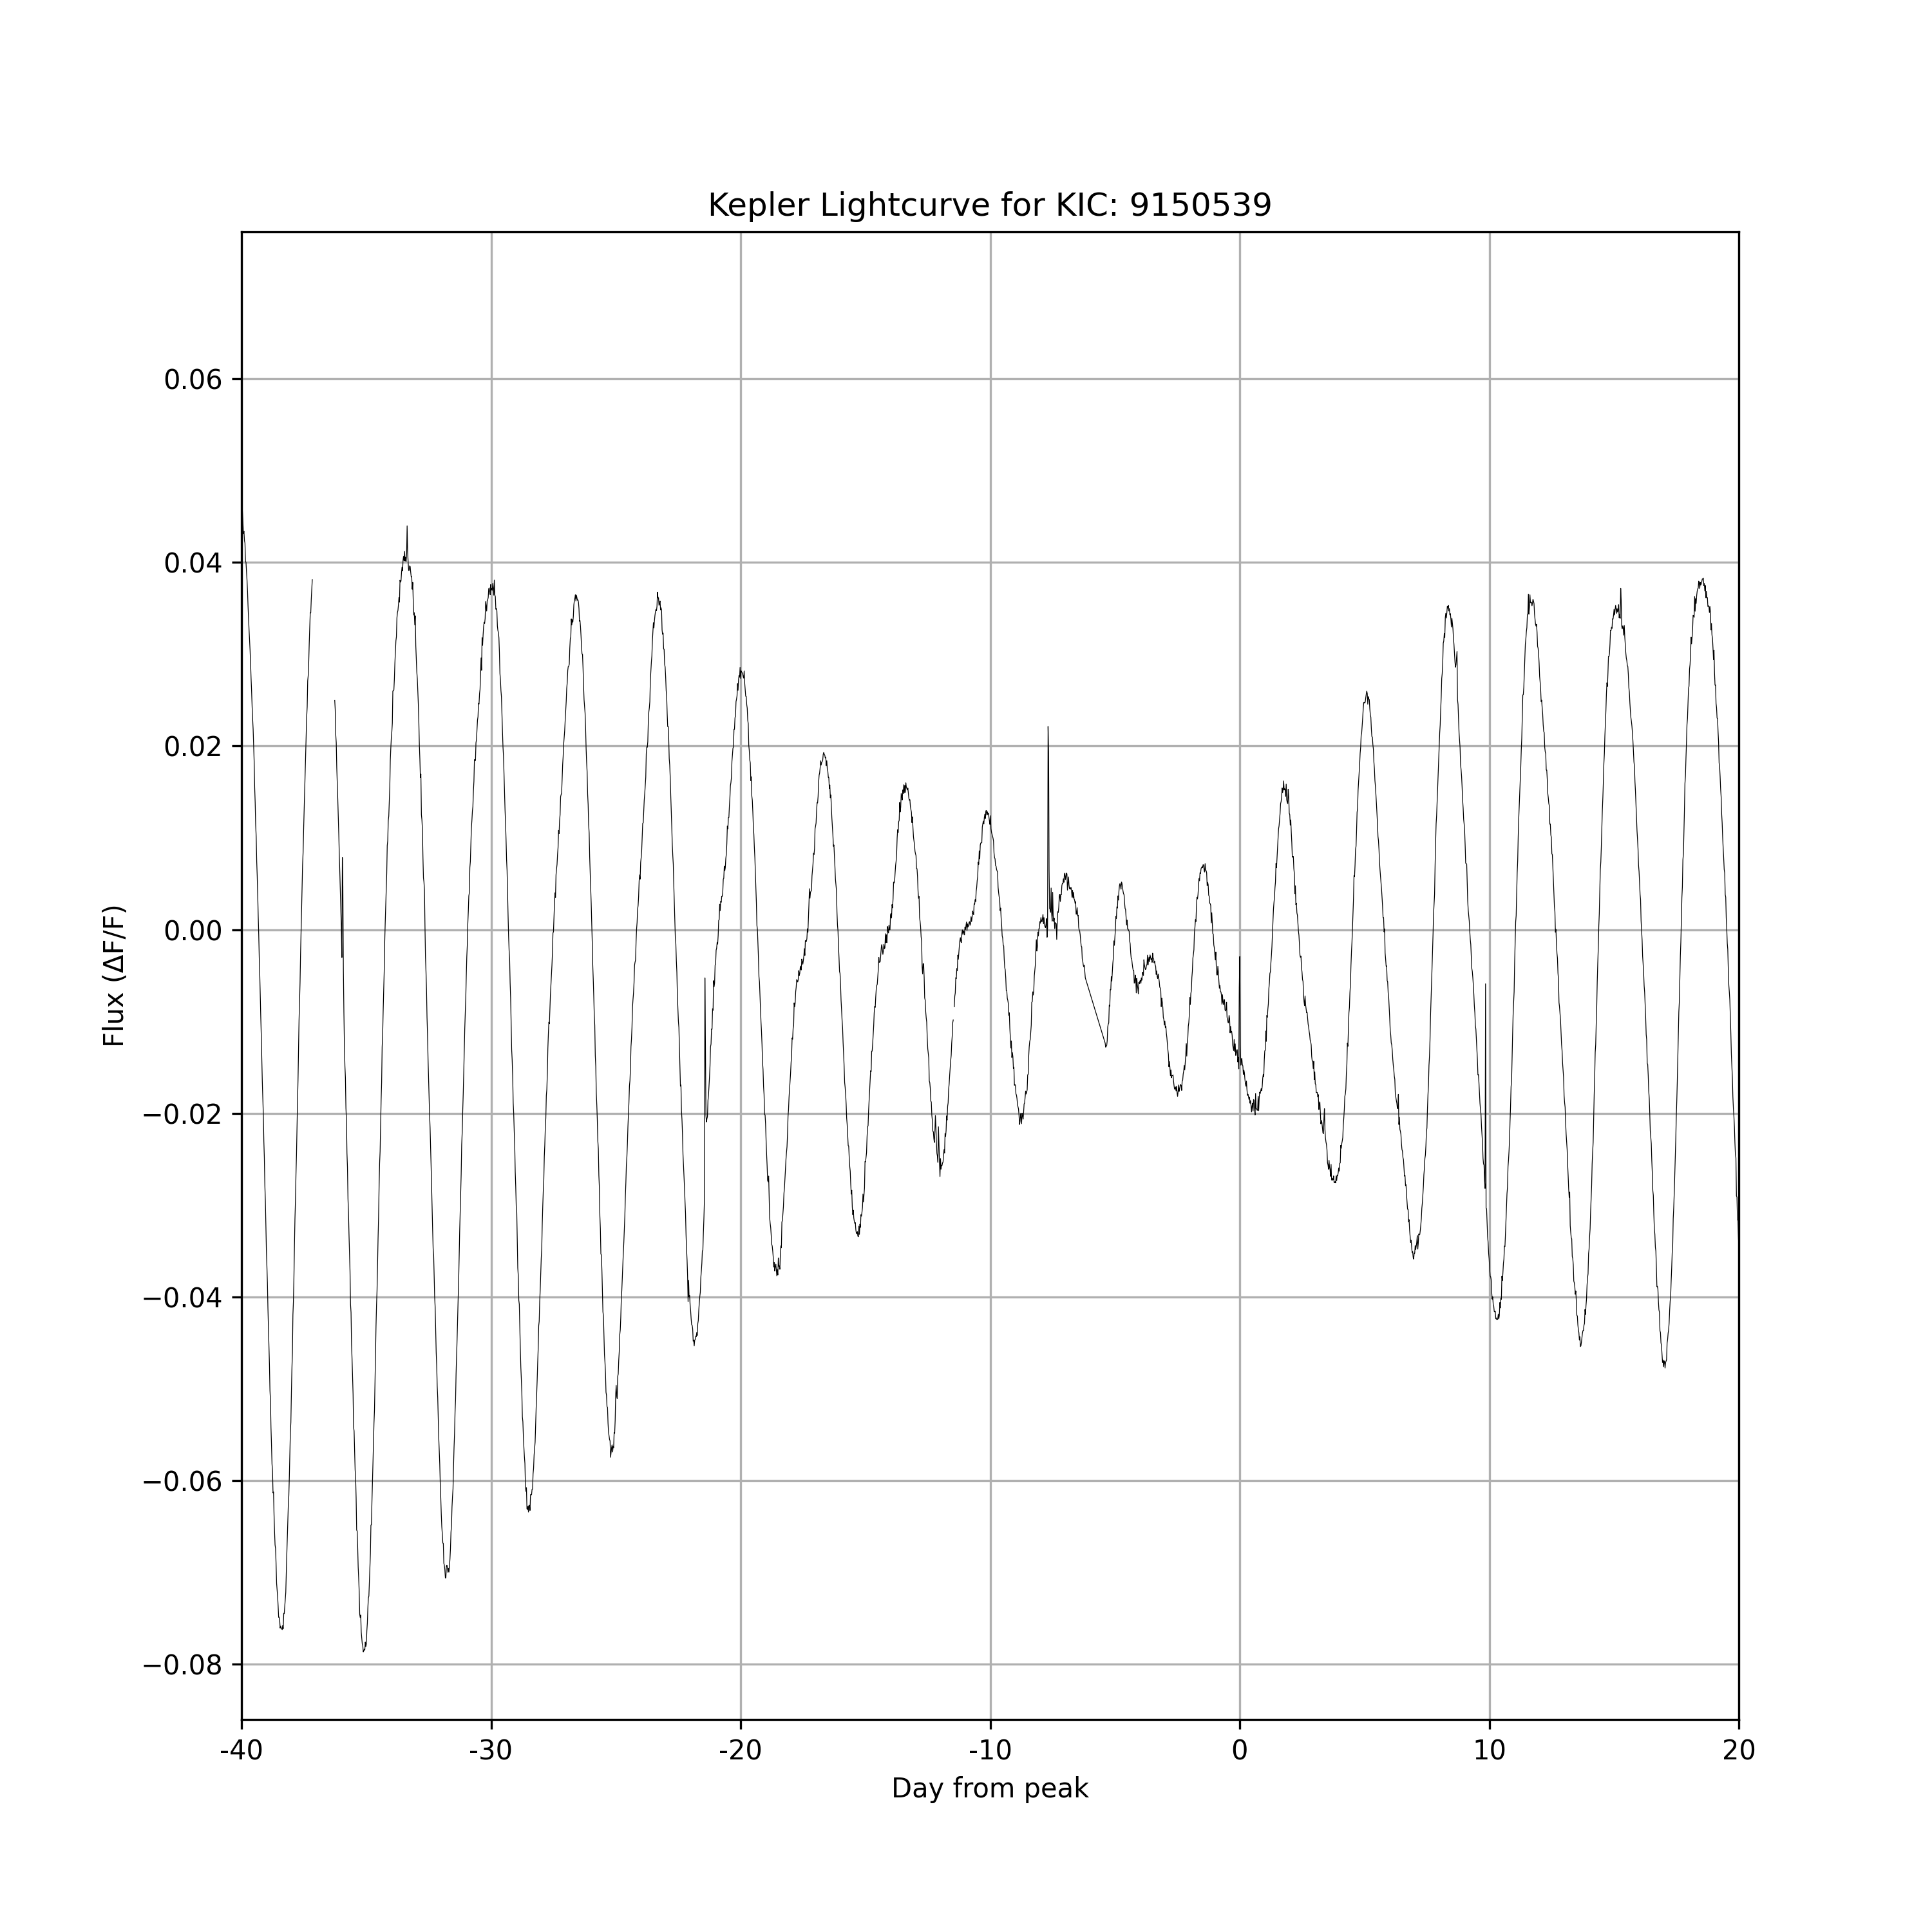 Kepler Lightcurve for KIC: 9150539
Flux (ΔF/F)
0.06
0.04
0.02
0.00
−0.02
−0.04
−0.06
−0.08
-40 -30 -20 -10 0 10 20
Day from peak